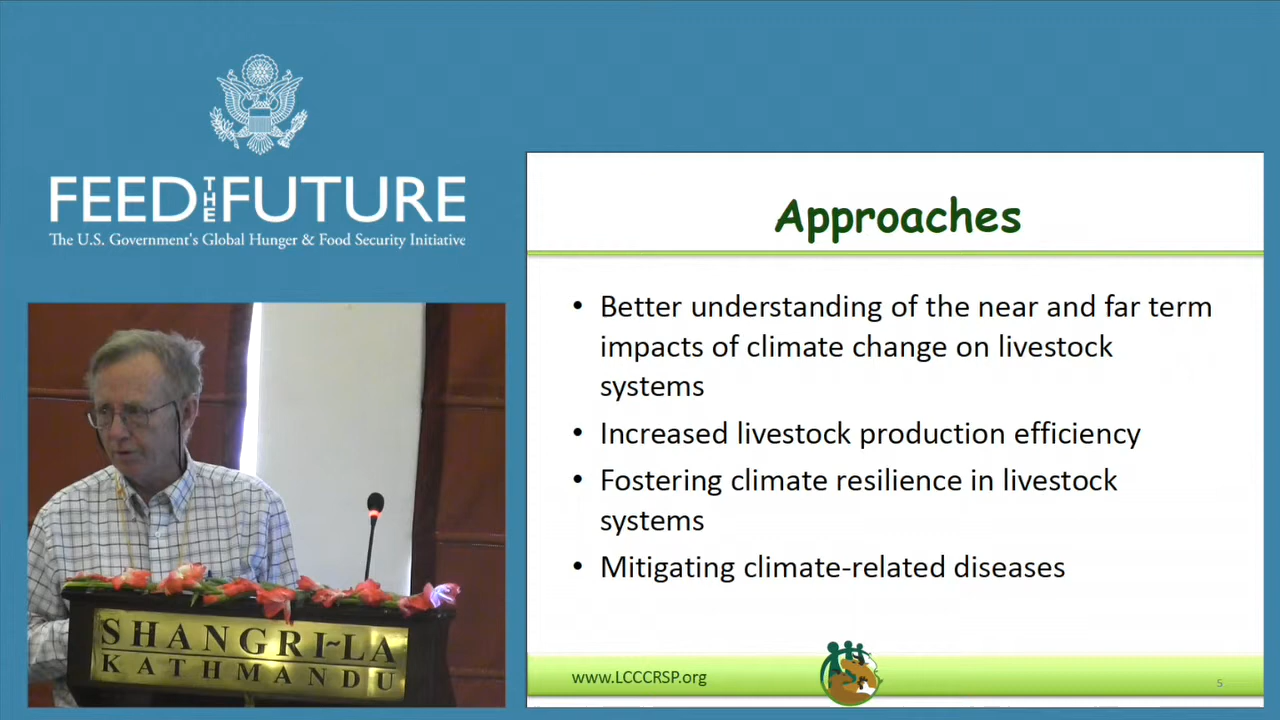 FEED THE FUTURE
The U.S. Government's Global Hunger & Food Security Initiative
Approaches
• Better understanding of the near and far term
impacts of climate change on livestock
systems
• Increased livestock production efficiency
• Fostering climate resilience in livestock
systems
• Mitigating climate-related diseases
www.LCCCRSP.org
5
SHANGRI~LA
KATHMANDU